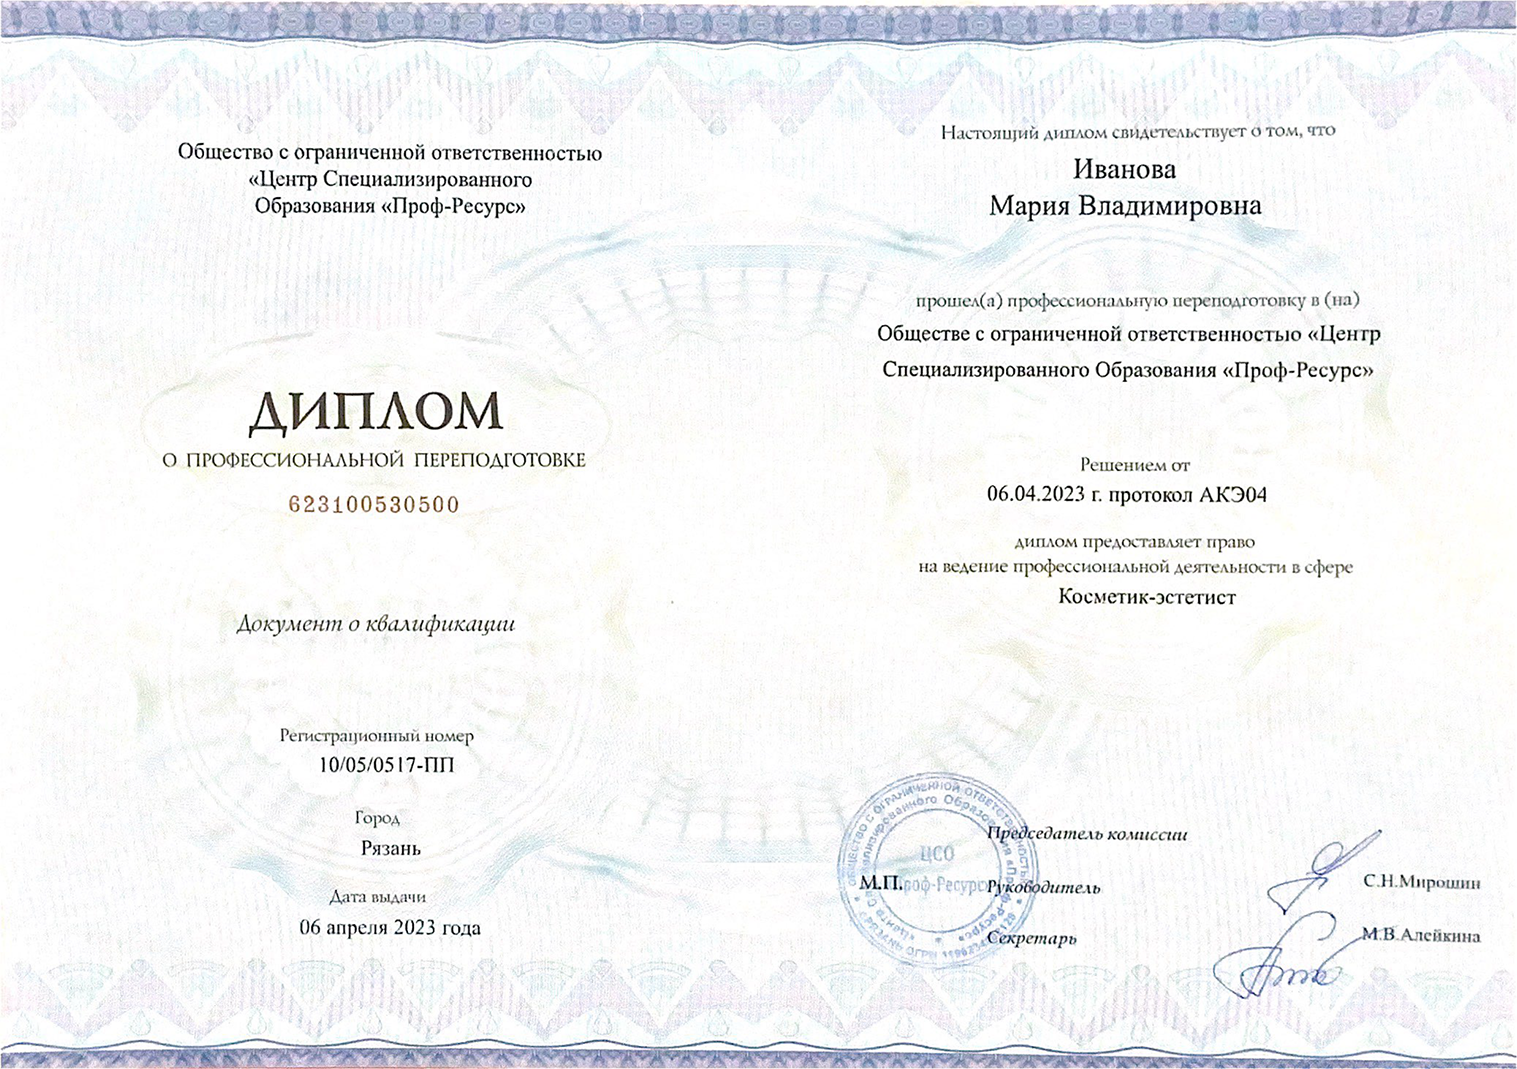 Общество с ограниченной ответственностью
«Центр Специализированного
Образования «Проф-Ресурс»
ДИПЛОМ
О ПРОФЕССИОНАЛЬНОЙ ПЕРЕПОДГОТОВКЕ
623100530500
Документ о квалификации
Регистрационный номер
10/05/0517-ПП
Город
Рязань
Дата выдачи
06 апреля 2023 года
Настоящий диплом свидетельствует о том, что
Иванова
Мария Владимировна
прошел(а) профессиональную переподготовку в (на)
Обществе с ограниченной ответственностью «Центр
Специализированного Образования «Проф-Ресурс»
Решением от
06.04.2023 г. протокол АКЭ04
диплом предоставляет право
на ведение профессиональной деятельности в сфере
Косметик-эстетист
Председатель комиссии
М.П.
Руководитель
С.Н.Мирошин
Секретарь
М.В.Алейкина
ОБЩЕСТВО С ОГРАНИЧЕННОЙ ОТВЕТСТВЕННОСТЬЮ
«Центр Специализированного Образования «Проф-Ресурс»
ЦСО
Проф-Ресурс